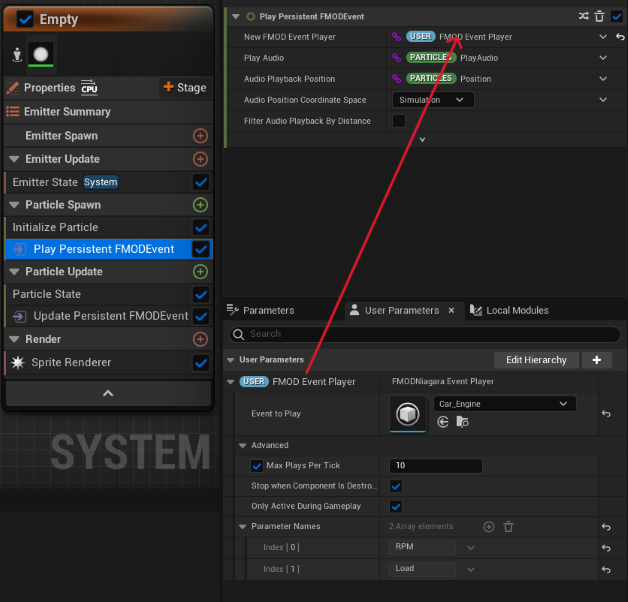 Empty
Properties CPU + Stage
Emitter Summary
Emitter Spawn
Emitter Update
Emitter State System
Particle Spawn
Initialize Particle
Play Persistent FMODEvent
Particle Update
Particle State
Update Persistent FMODEvent
Render
Sprite Renderer
SYSTEM
Play Persistent FMODEvent
New FMOD Event Player USER FMOD Event Player
Play Audio PARTICLES PlayAudio
Audio Playback Position PARTICLES Position
Audio Position Coordinate Space Simulation
Filter Audio Playback By Distance
Parameters User Parameters × Local Modules
Search
User Parameters Edit Hierarchy +
USER FMOD Event Player FMODNiagara Event Player
Event to Play Car_Engine
Advanced
Max Plays Per Tick 10
Stop when Component Is Destro...
Only Active During Gameplay
Parameter Names 2 Array elements
Index [ 0 ] RPM
Index [ 1 ] Load